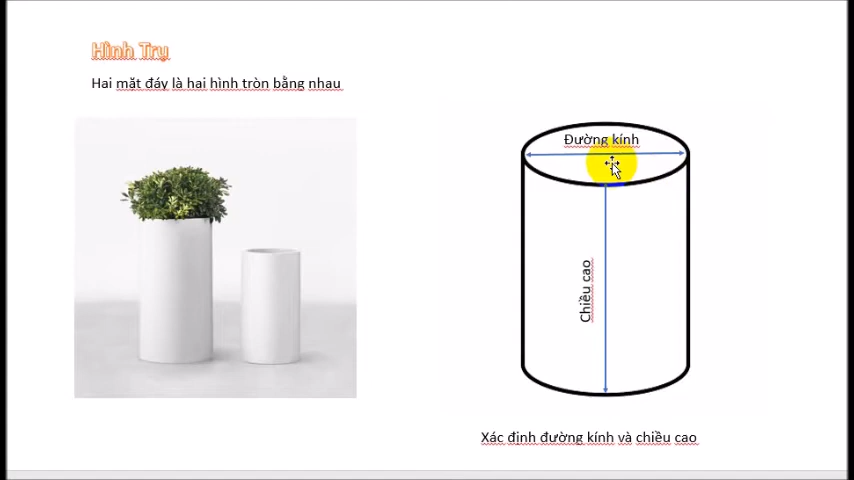 Hình Trụ
Hai mặt đáy là hai hình tròn bằng nhau
Đường kính
Chiều cao
Xác định đường kính và chiều cao